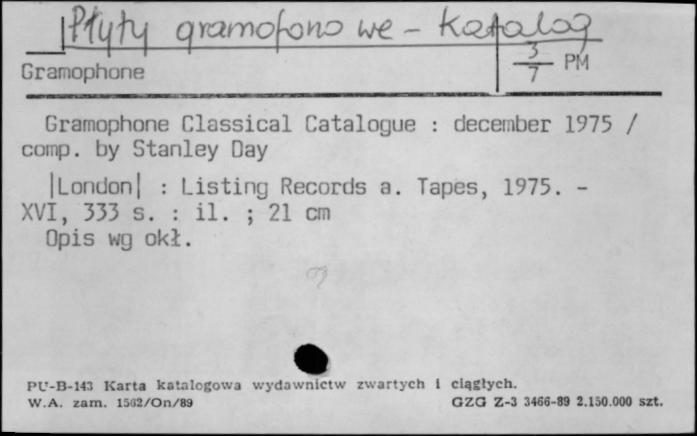 Płyty gramofonowe - katalog
Gramophone
3/7 PM
Gramophone Classical Catalogue : december 1975 /
comp. by Stanley Day
|London| : Listing Records a. Tapes, 1975. -
XVI, 333 s. : il. ; 21 cm
Opis wg okł.
PU-B-143 Karta katalogowa wydawnictw zwartych i ciągłych.
W.A. zam. 1562/On/89 GZG Z-3 3466-89 2.150.000 szt.